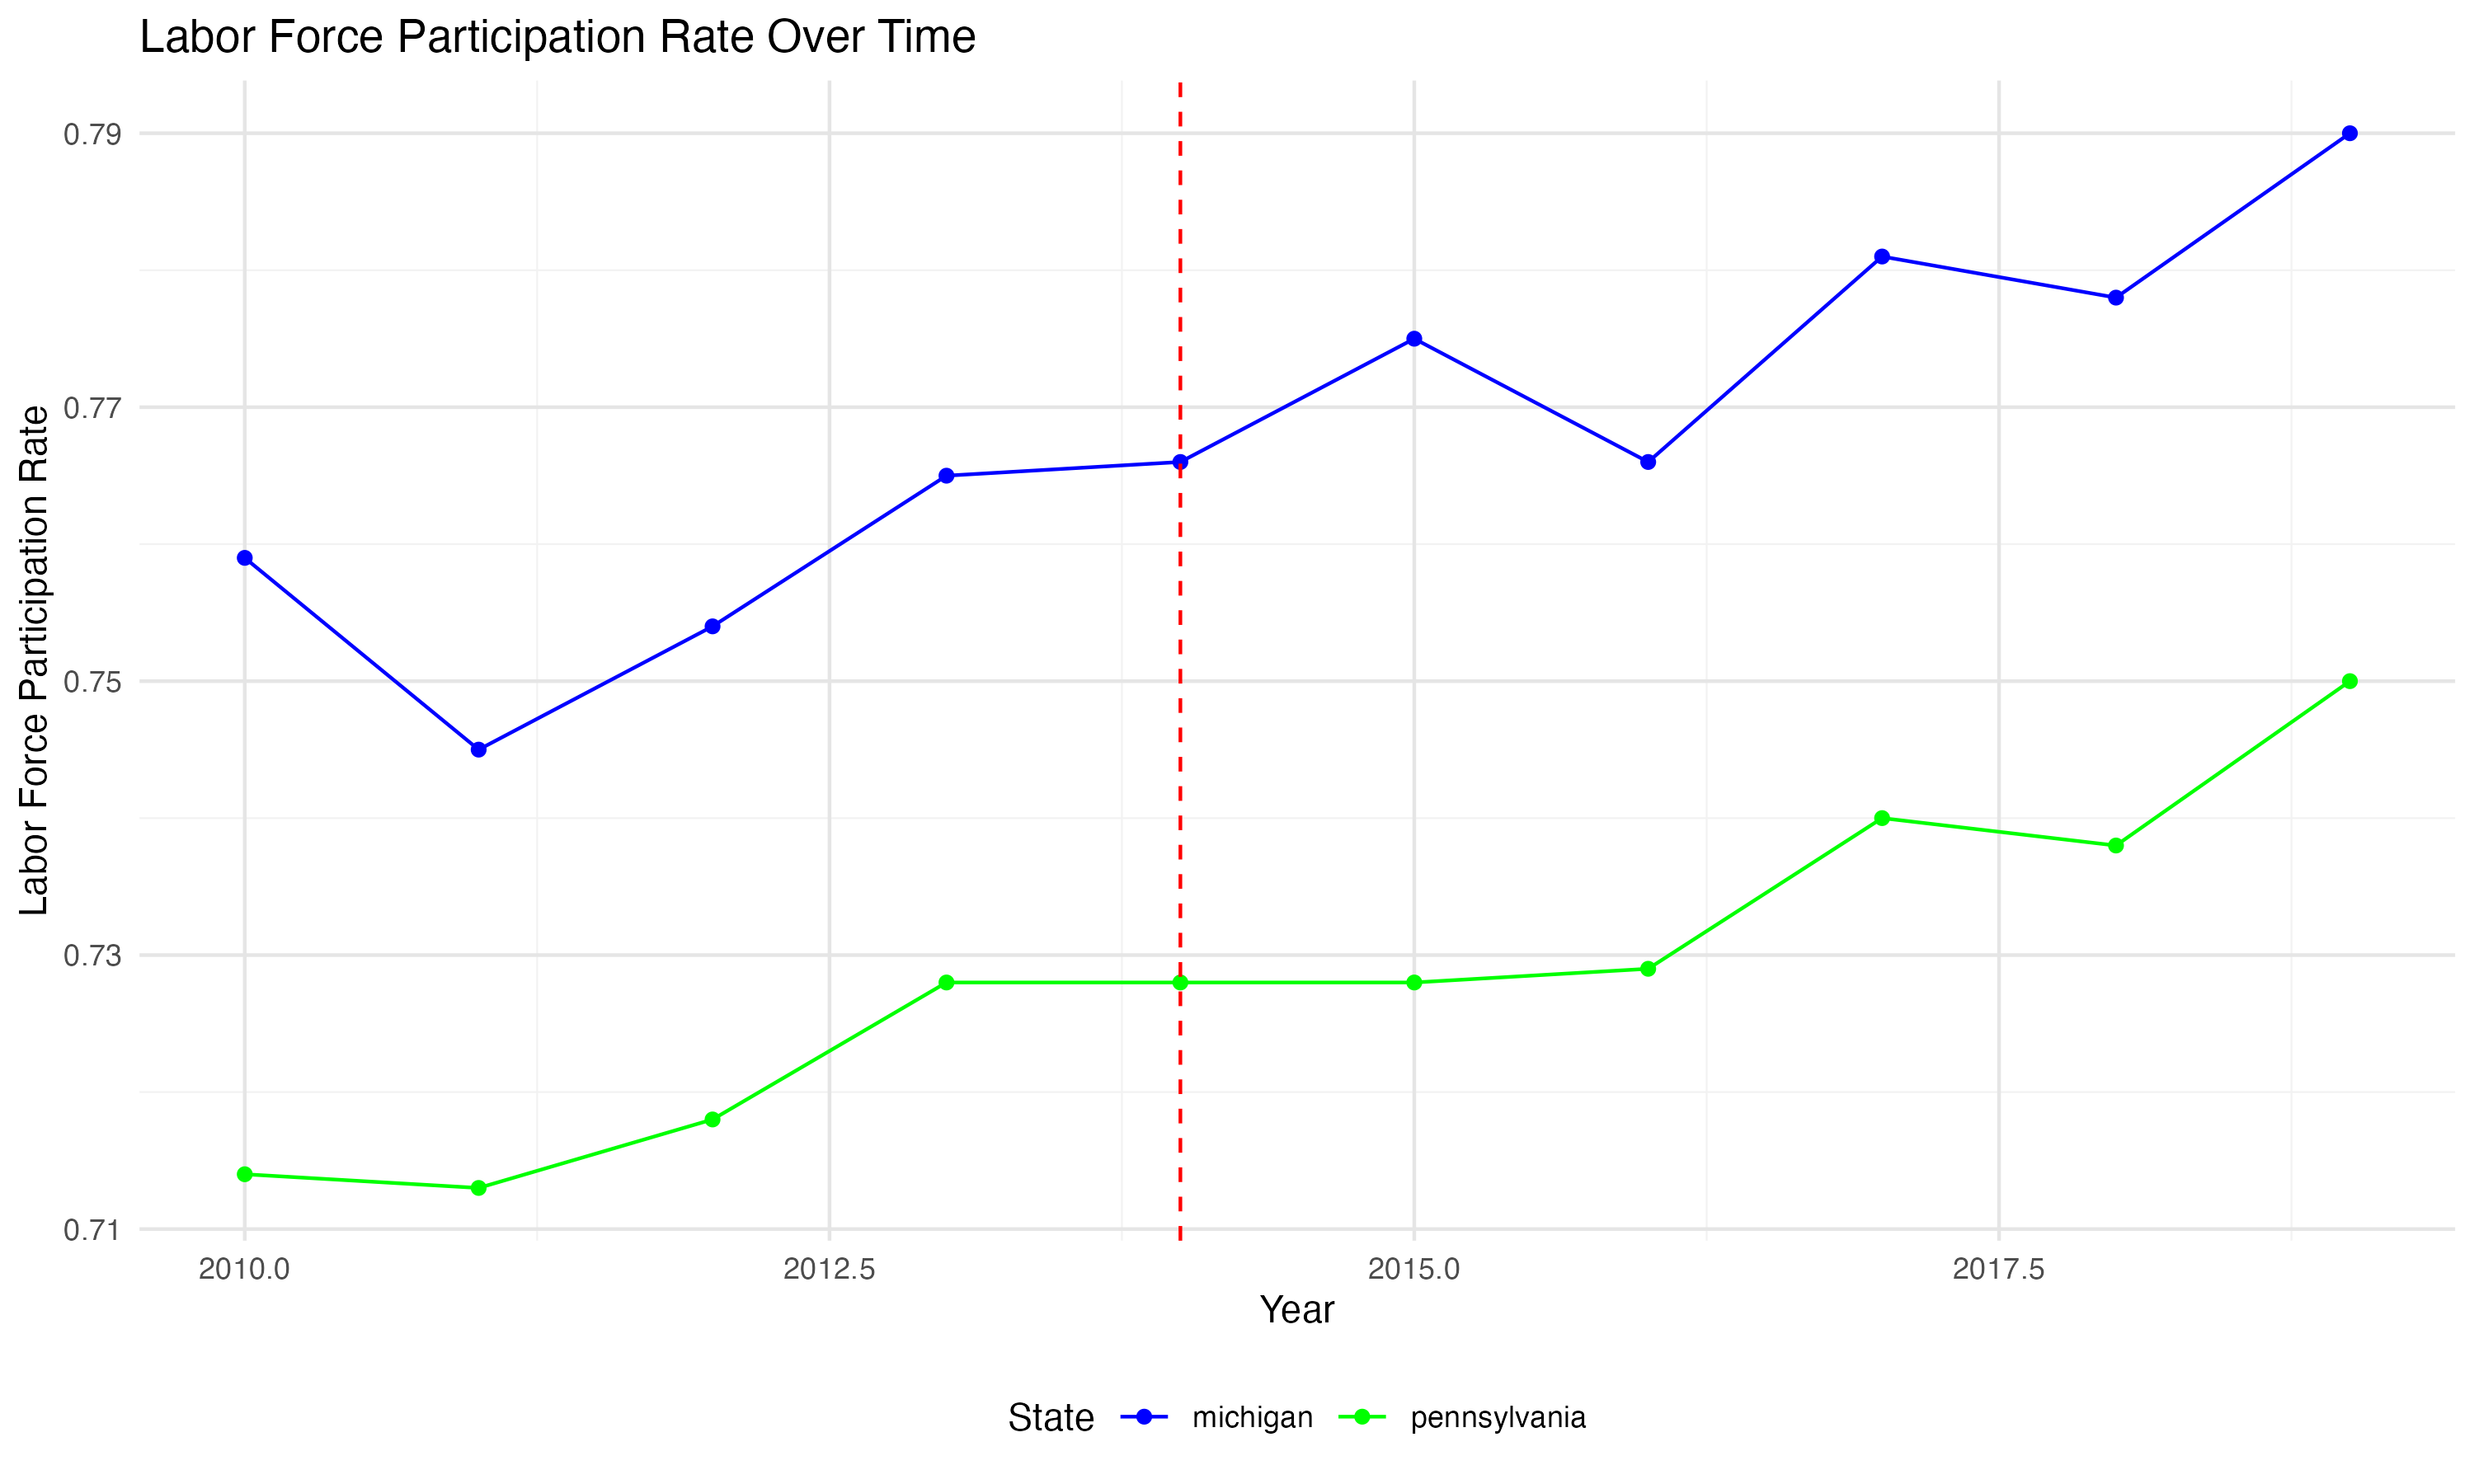 Labor Force Participation Rate Over Time
Labor Force Participation Rate
0.79
0.77
0.75
0.73
0.71
2010.0 2012.5 2015.0 2017.5
Year
State michigan pennsylvania